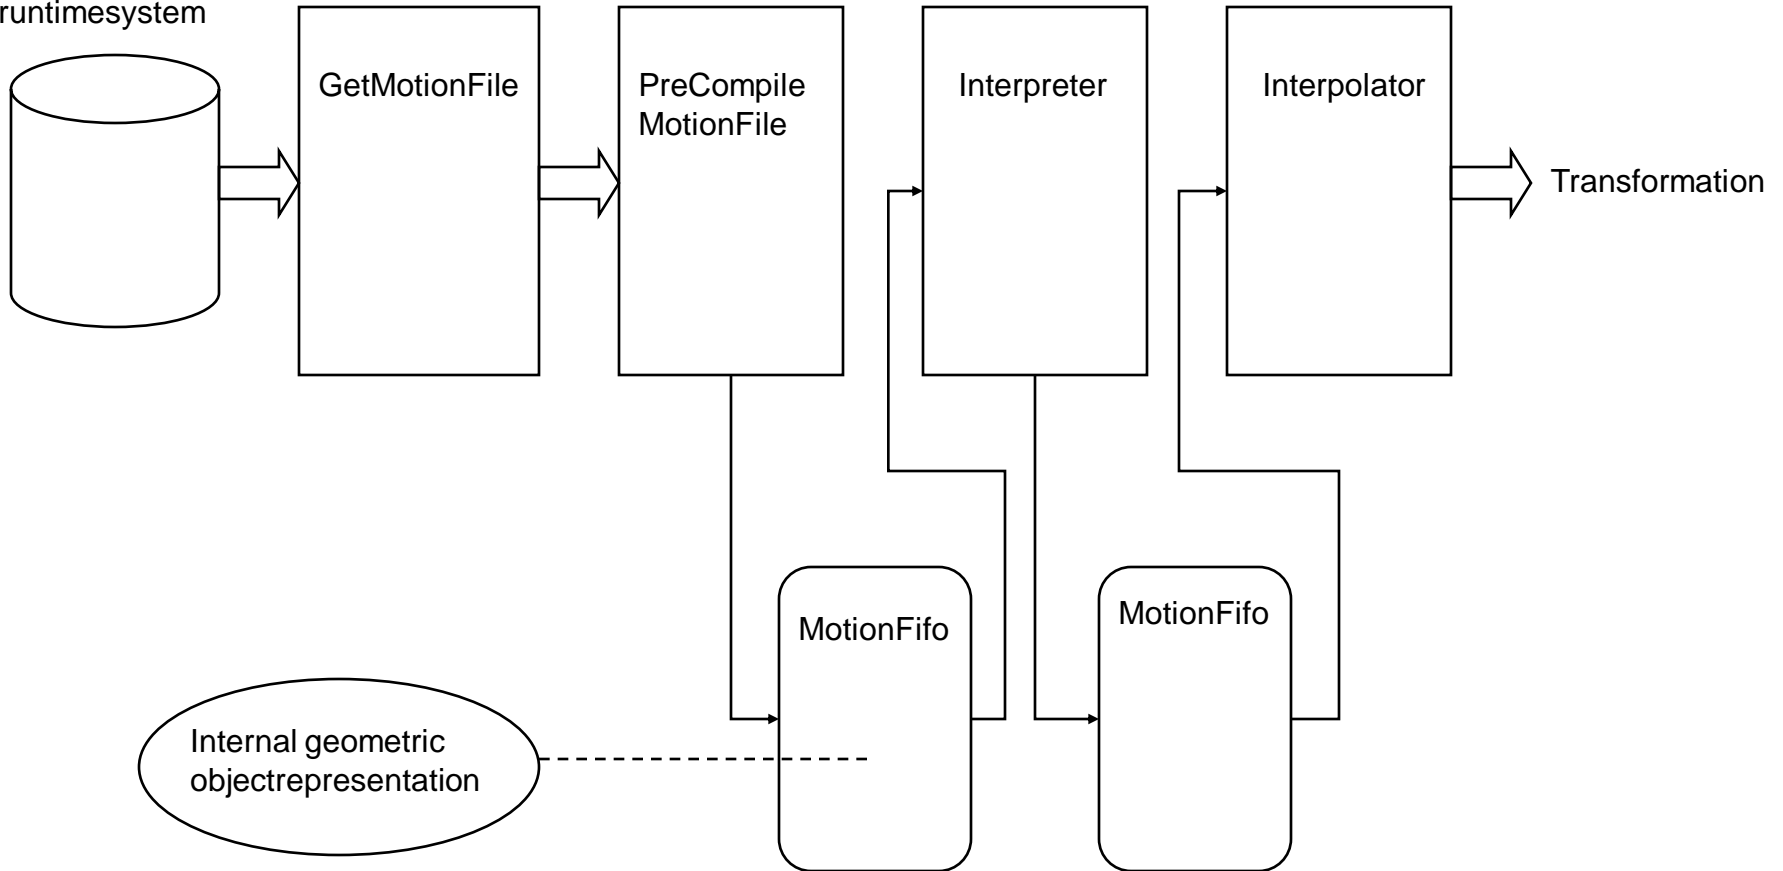 runtimesystem
GetMotionFile
PreCompile
MotionFile
Interpreter
Interpolator
Transformation
MotionFifo
MotionFifo
Internal geometric
objectrepresentation